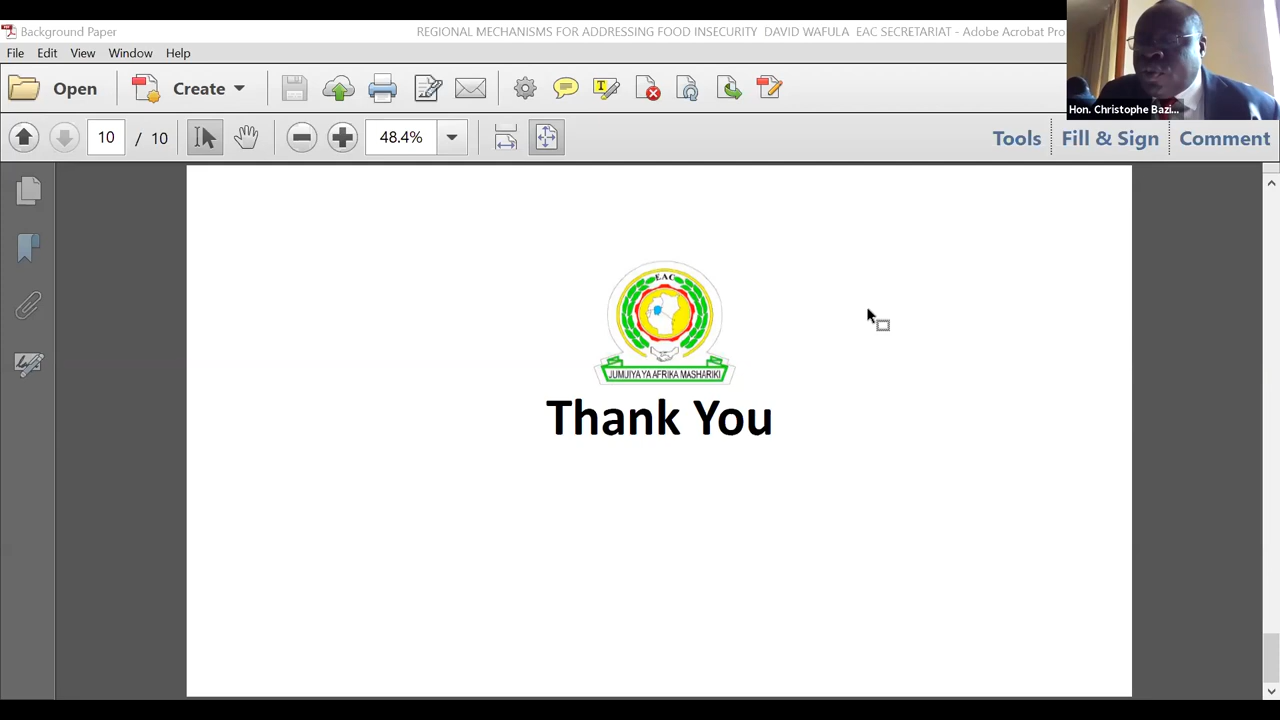 Background Paper
REGIONAL MECHANISMS FOR ADDRESSING FOOD INSECURITY DAVID WAFULA EAC SECRETARIAT - Adobe Acrobat Pro
File Edit View Window Help
Open Create
10 / 10 48.4% Tools Fill & Sign Comment
Hon. Christophe Bazi...
EAC
JUMUIYA YA AFRIKA MASHARIKI
Thank You